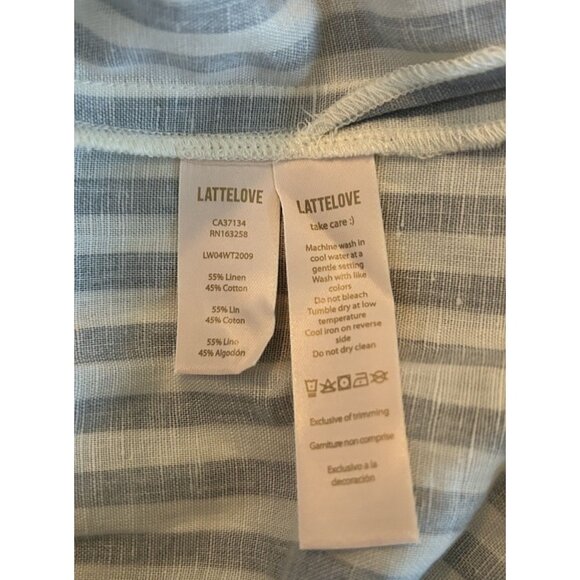 LATTELOVE
CA37134
RN163258
LW04WT2009
55% Linen
45% Cotton
55% Lin
45% Coton
55% Lino
45% Algodón
LATTELOVE
take care :)
Machine wash in
cool water at a
gentle setting
Wash with like
colors
Do not bleach
Tumble dry at low
temperature
Cool iron on reverse
side
Do not dry clean
Exclusive of trimming
Garniture non comprise
Exclusivo a la
decoración